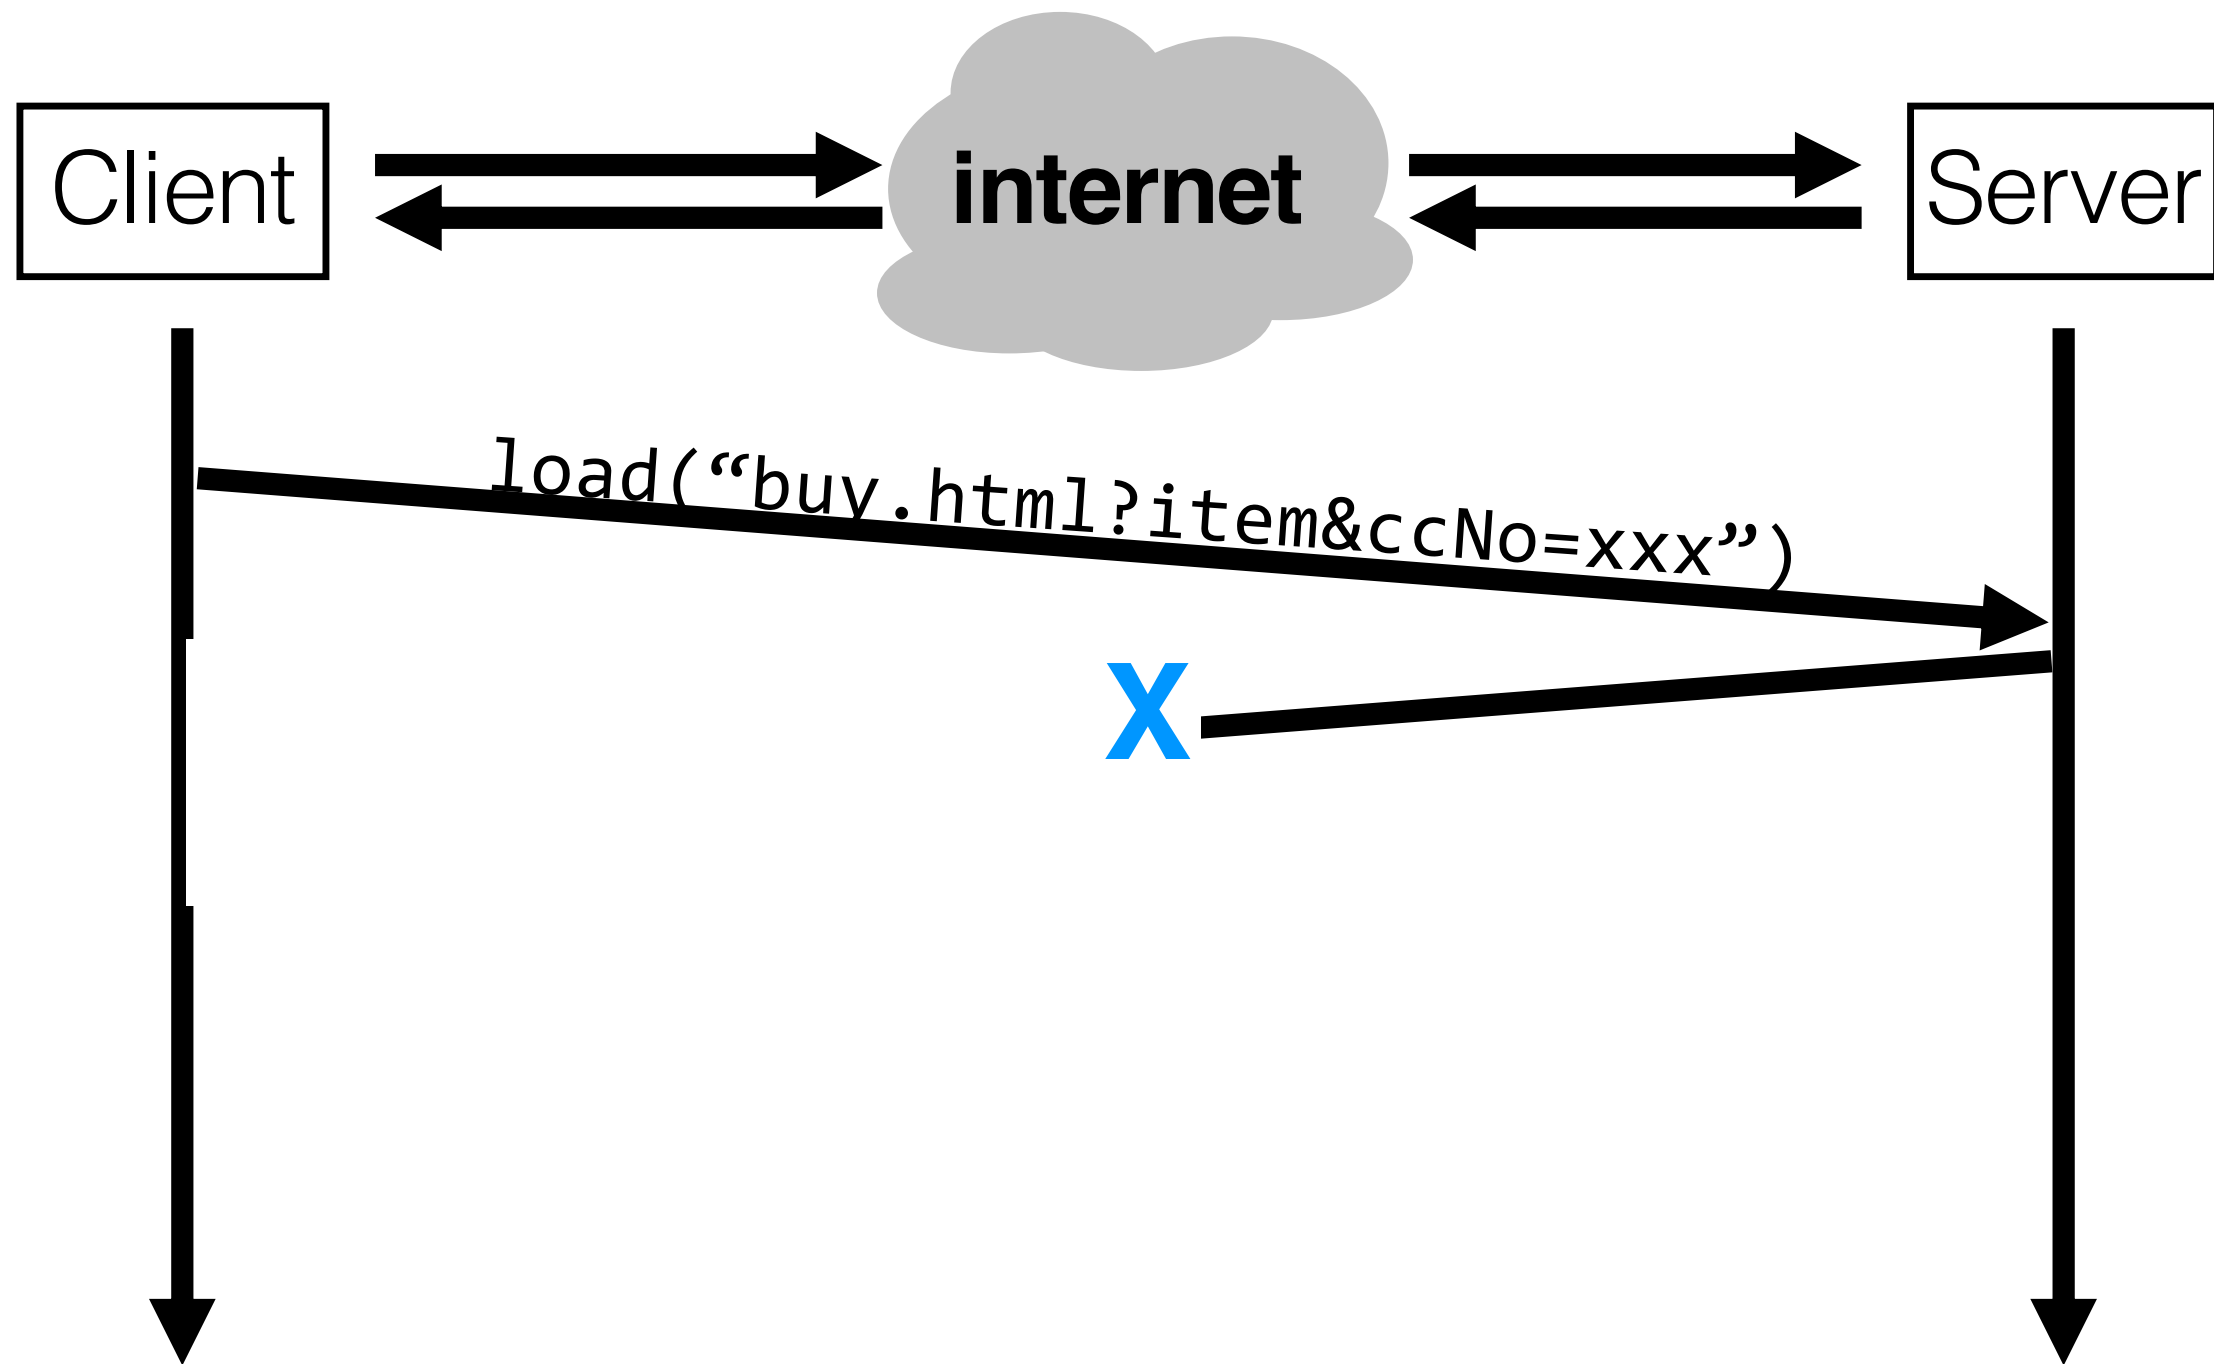 Client
internet
Server
load(“buy.html?item&ccNo=xxx”)
X